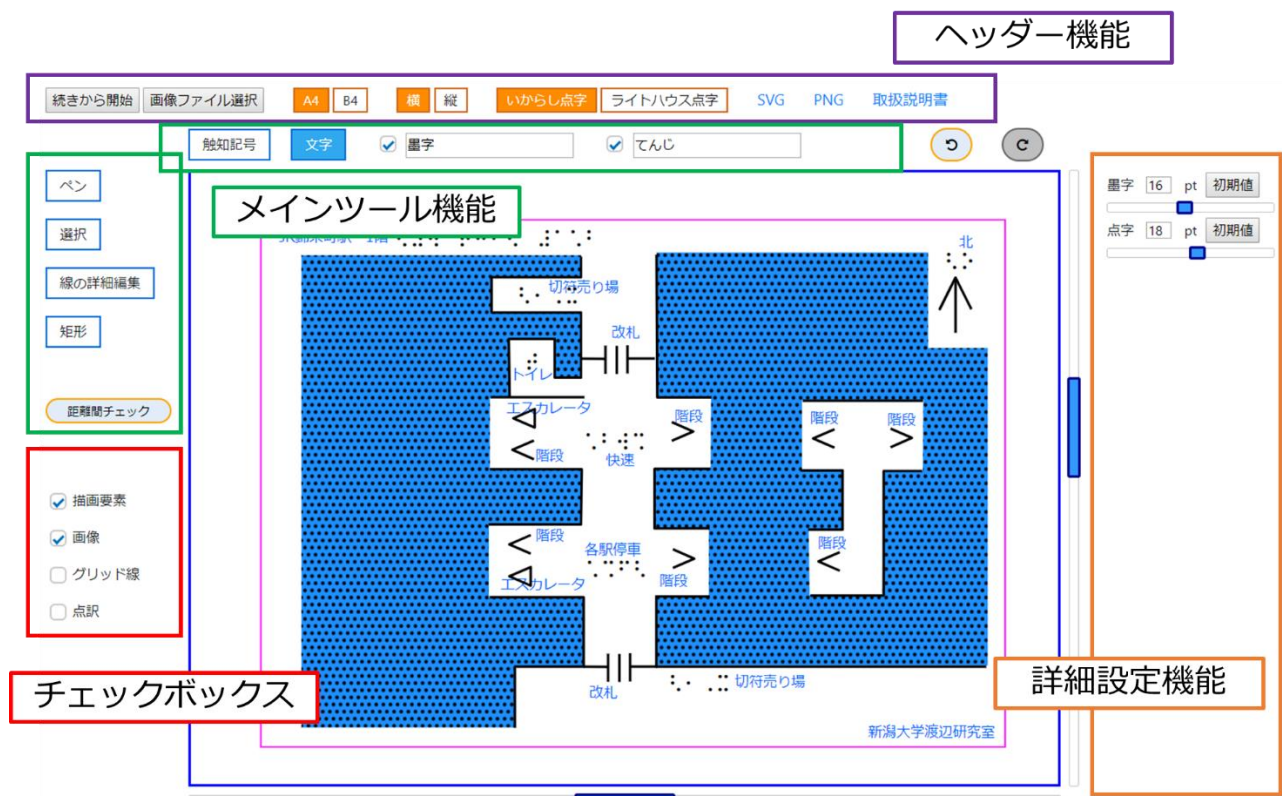 ヘッダー機能
続きから開始 画像ファイル選択 A4 B4 横 縦 いからし点字 ライトハウス点字 SVG PNG 取扱説明書
触知記号 文字 墨字 てんじ
ペン
選択
線の詳細編集
矩形
距離間チェック
メインツール機能
墨字 16 pt 初期値
点字 18 pt 初期値
1階
北
切符売り場
改札
トイレ
エスカレータ
階段
階段
階段
階段
快速
階段
階段
各駅停車
エスカレータ
階段
階段
改札
切符売り場
新潟大学渡辺研究室
描画要素
画像
グリッド線
点訳
チェックボックス
詳細設定機能